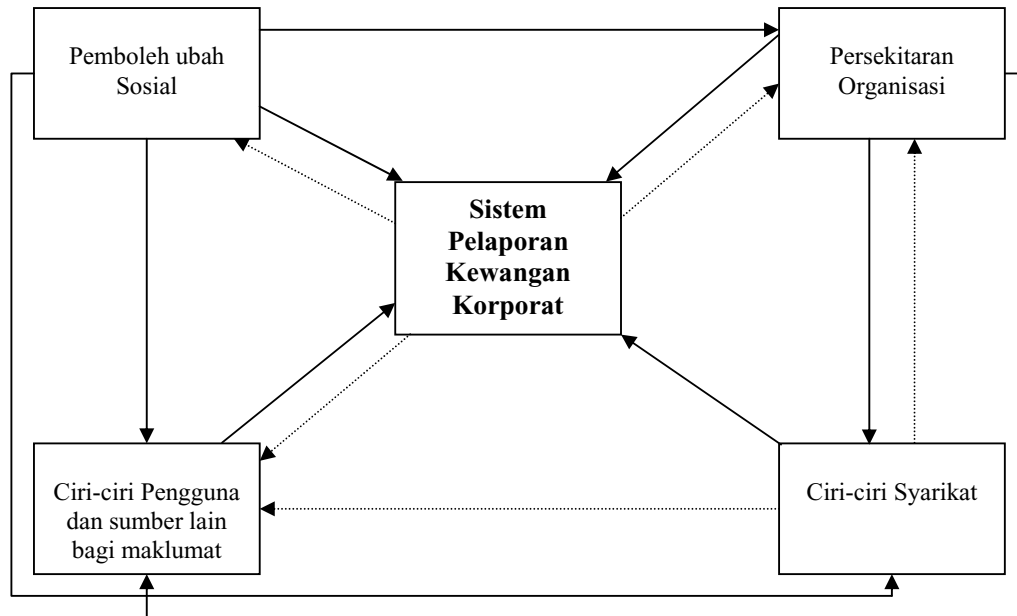 Pemboleh ubah
Sosial
Persekitaran
Organisasi
Sistem
Pelaporan
Kewangan
Korporat
Ciri-ciri Pengguna
dan sumber lain
bagi maklumat
Ciri-ciri Syarikat